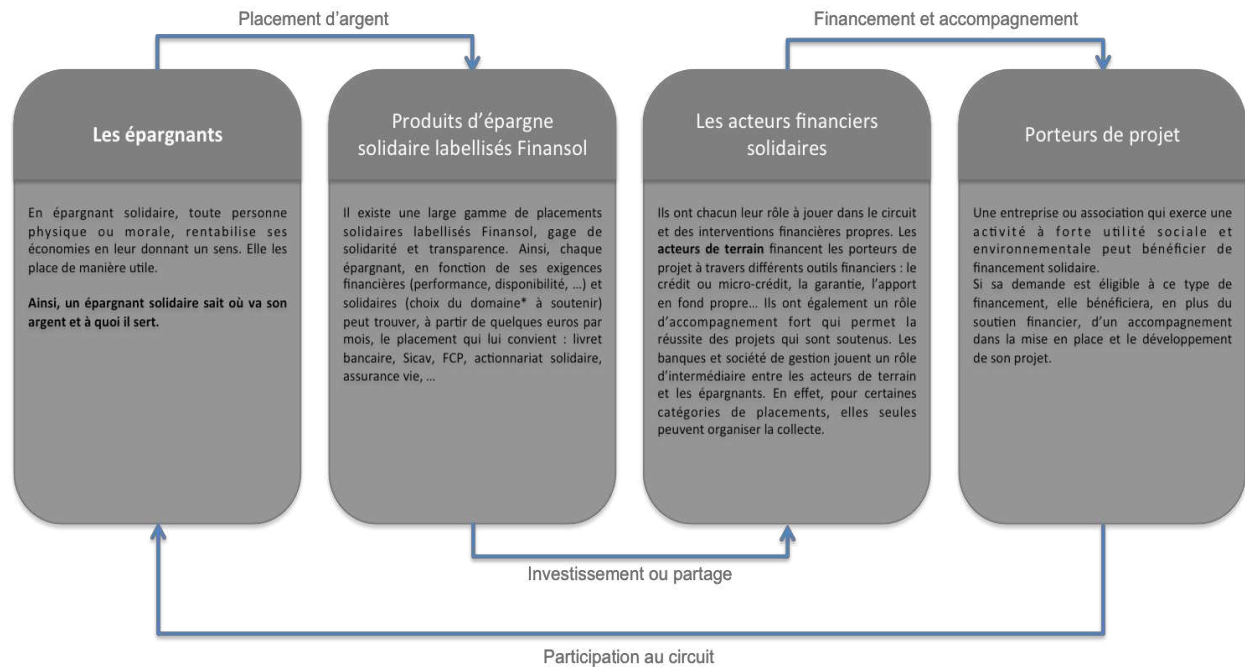 Placement d’argent
Financement et accompagnement
Les épargnants
En épargnant solidaire, toute personne
physique ou morale, rentabilise ses
économies en leur donnant un sens. Elle les
place de manière utile.
Ainsi, un épargnant solidaire sait où va son
argent et à quoi il sert.
Produits d’épargne
solidaire labellisés Finansol
Il existe une large gamme de placements
solidaires labellisés Finansol, gage de
solidarité et transparence. Ainsi, chaque
épargnant, en fonction de ses exigences
financières (performance, disponibilité, ...) et
solidaires (choix du domaine* à soutenir)
peut trouver, à partir de quelques euros par
mois, le placement qui lui convient : livret
bancaire, Sicav, FCP, actionnariat solidaire,
assurance vie, ...
Les acteurs financiers
solidaires
Ils ont chacun leur rôle à jouer dans le circuit
et des interventions financières propres. Les
acteurs de terrain financent les porteurs de
projet à travers différents outils financiers : le
crédit ou micro-crédit, la garantie, l’apport
en fond propre... Ils ont également un rôle
d’accompagnement fort qui permet la
réussite des projets qui sont soutenus. Les
banques et société de gestion jouent un rôle
d’intermédiaire entre les acteurs de terrain
et les épargnants. En effet, pour certaines
catégories de placements, elles seules
peuvent organiser la collecte.
Porteurs de projet
Une entreprise ou association qui exerce une
activité à forte utilité sociale et
environnementale peut bénéficier de
financement solidaire.
Si sa demande est éligible à ce type de
financement, elle bénéficiera, en plus du
soutien financier, d’un accompagnement
dans la mise en place et le développement
de son projet.
Investissement ou partage
Participation au circuit